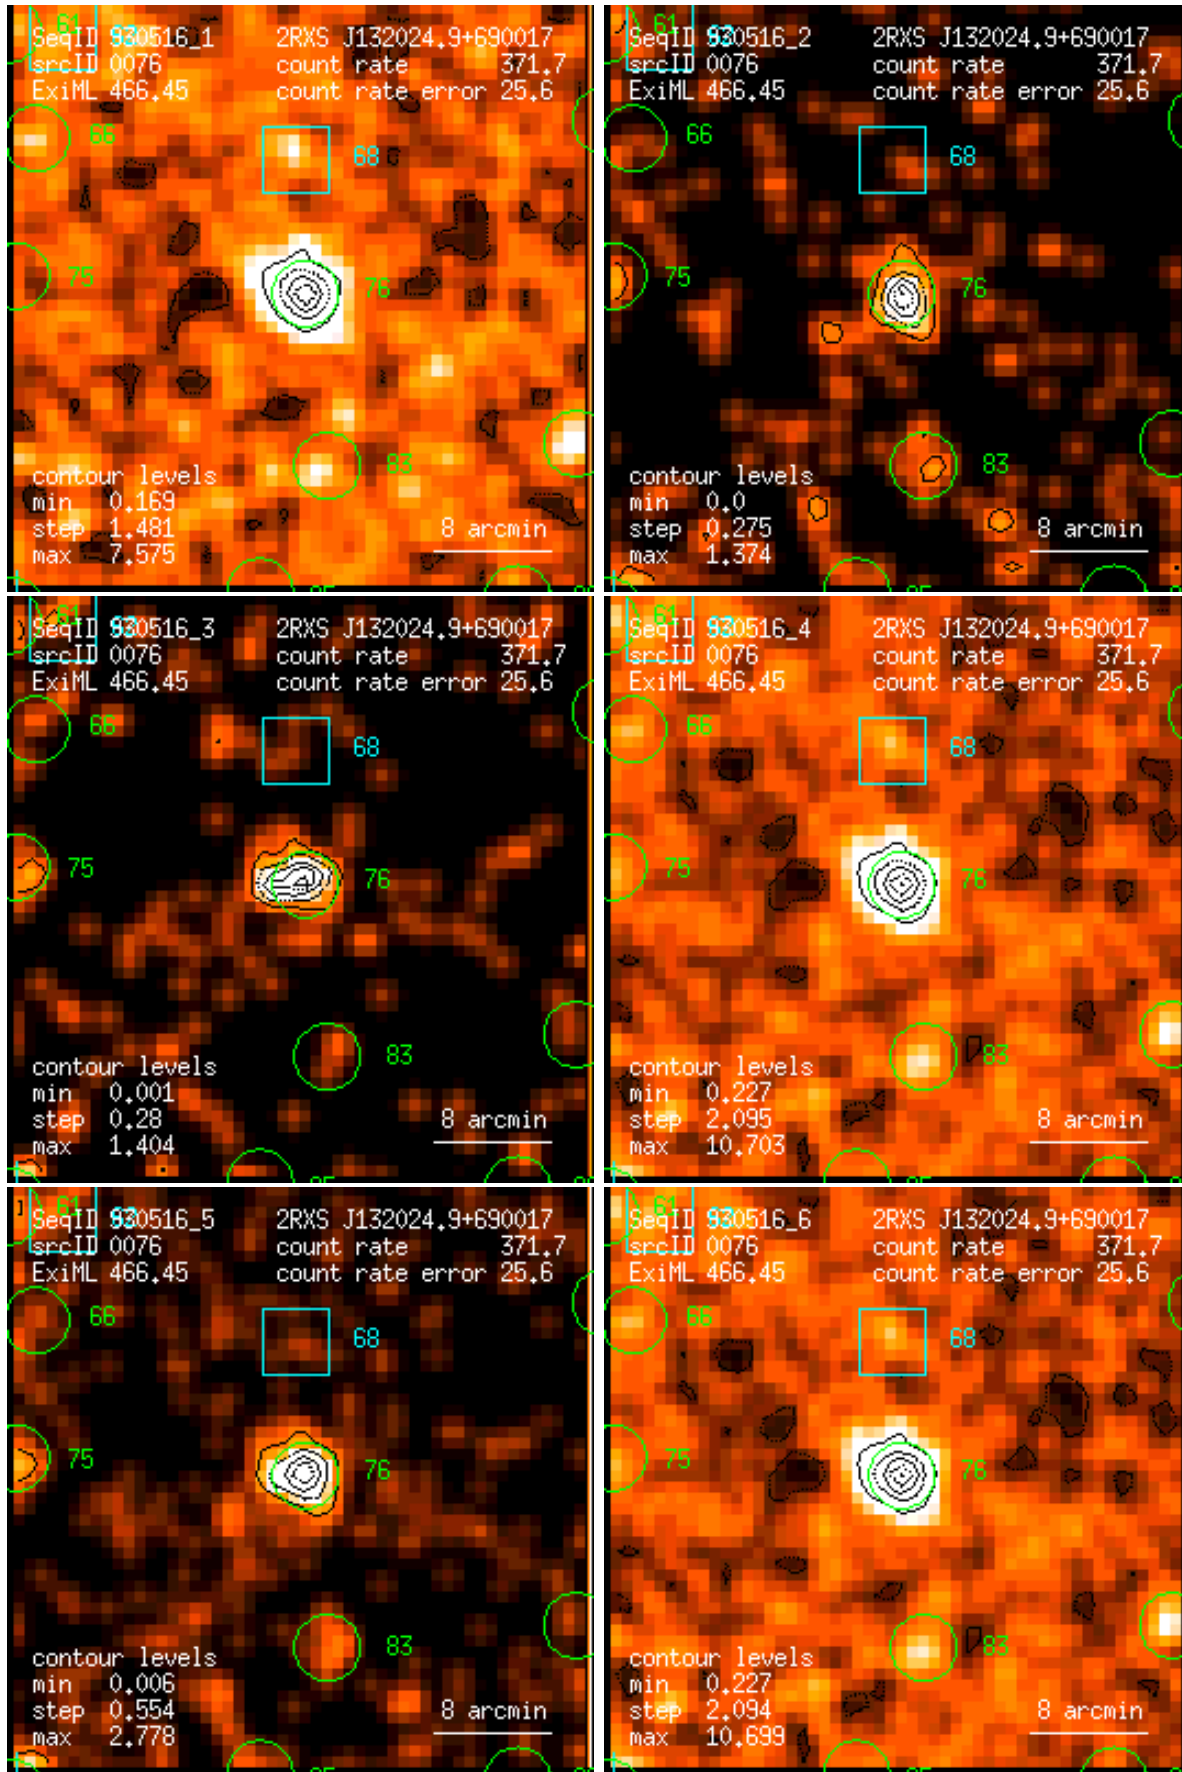 61
SeqID 930516_1 2RXS J132024.9+690017
srcID 0076 count rate 371.7
ExiML 466.45 count rate error 25.6
66
68
75
76
83
contour levels
min 0.169
step 1.481 8 arcmin
max 7.575
61
SeqID 930516_2 2RXS J132024.9+690017
srcID 0076 count rate 371.7
ExiML 466.45 count rate error 25.6
66
68
75
76
83
contour levels
min 0.0
step 0.275 8 arcmin
max 1.374
61
SeqID 930516_3 2RXS J132024.9+690017
srcID 0076 count rate 371.7
ExiML 466.45 count rate error 25.6
66
68
75
76
83
contour levels
min 0.001
step 0.28 8 arcmin
max 1.404
61
SeqID 930516_4 2RXS J132024.9+690017
srcID 0076 count rate 371.7
ExiML 466.45 count rate error 25.6
66
68
75
76
83
contour levels
min 0.227
step 2.095 8 arcmin
max 10.703
61
SeqID 930516_5 2RXS J132024.9+690017
srcID 0076 count rate 371.7
ExiML 466.45 count rate error 25.6
66
68
75
76
83
contour levels
min 0.006
step 0.554 8 arcmin
max 2.778
61
SeqID 930516_6 2RXS J132024.9+690017
srcID 0076 count rate 371.7
ExiML 466.45 count rate error 25.6
66
68
75
76
83
contour levels
min 0.227
step 2.094 8 arcmin
max 10.699